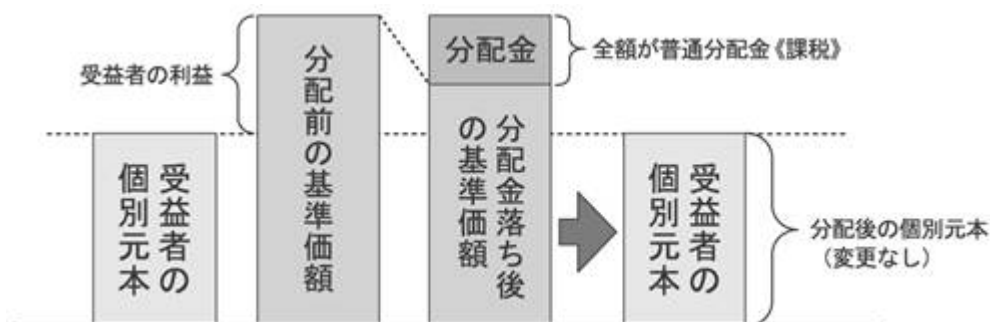 受益者の利益
受益者の
個別元本
分配前の基準価額
分配金
全額が普通分配金《課税》
分配金落ち後
の基準価額
受益者の
個別元本
分配後の個別元本
(変更なし)